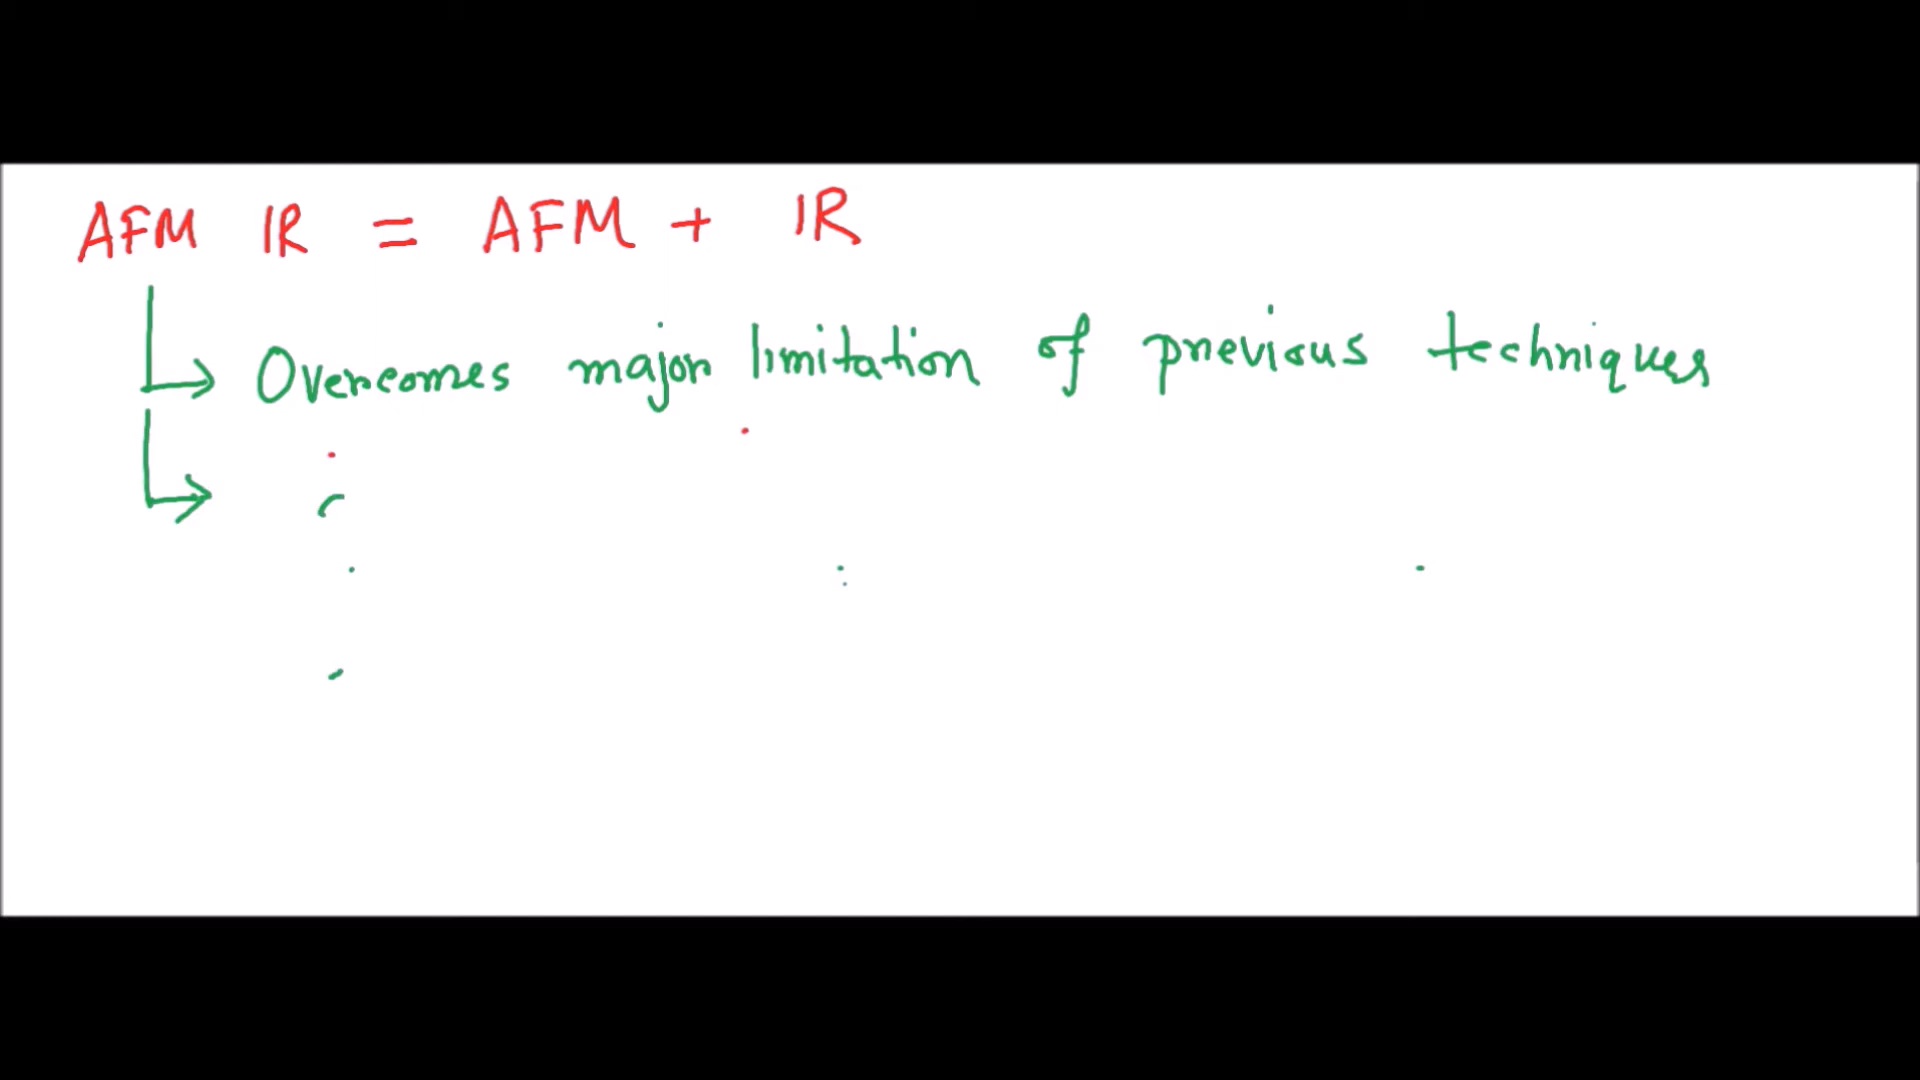 AFM IR = AFM + IR
Overcomes major limitation of previous techniques